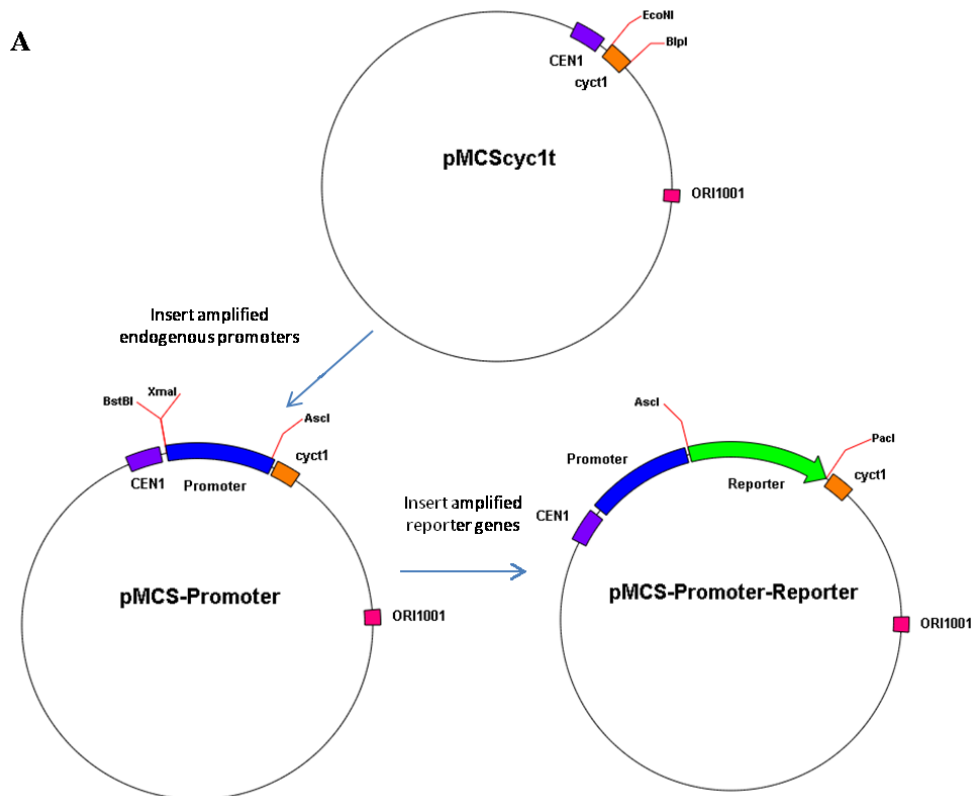 A
EcoNI
BlpI
CEN1
cyct1
pMCScyc1t
ORI1001
Insert amplified
endogenous promoters
BstBI
XmaI
AscI
CEN1
Promoter
cyct1
pMCS-Promoter
ORI1001
Insert amplified
reporter genes
AscI
PacI
Promoter
Reporter
cyct1
CEN1
pMCS-Promoter-Reporter
ORI1001